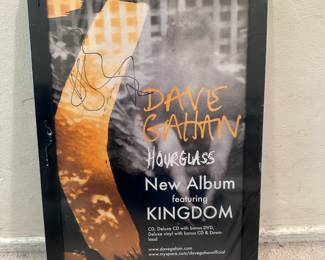 DAVE
GAHAN
HOURGLASS
New Album
featuring
KINGDOM
CD, Deluxe CD with bonus DVD,
Deluxe vinyl with bonus CD & Down-
load
www.davegahan.com
www.myspace.com/davegahanofficial